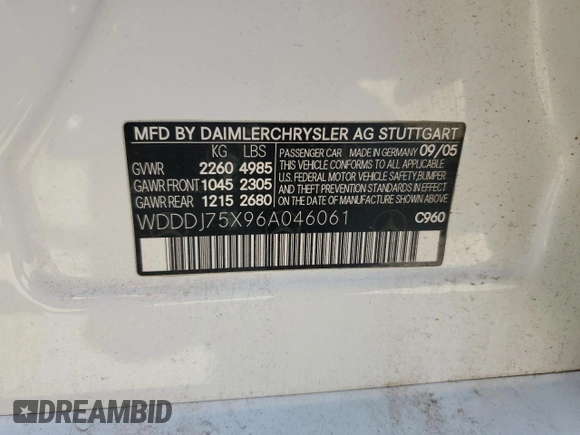 MFD BY DAIMLERCHRYSLER AG STUTTGART
KG LBS
GVWR 2260 4985
GAWR FRONT 1045 2305
GAWR REAR 1215 2680
PASSENGER CAR MADE IN GERMANY 09/05
THIS VEHICLE CONFORMS TO ALL APPLICABLE
U.S. FEDERAL MOTOR VEHICLE SAFETY,BUMPER,
AND THEFT PREVENTION STANDARDS IN EFFECT
ON THE DATE OF MANUFACTURE SHOWN ABOVE.
WDDDJ75X96A046061
C960
DREAMBID